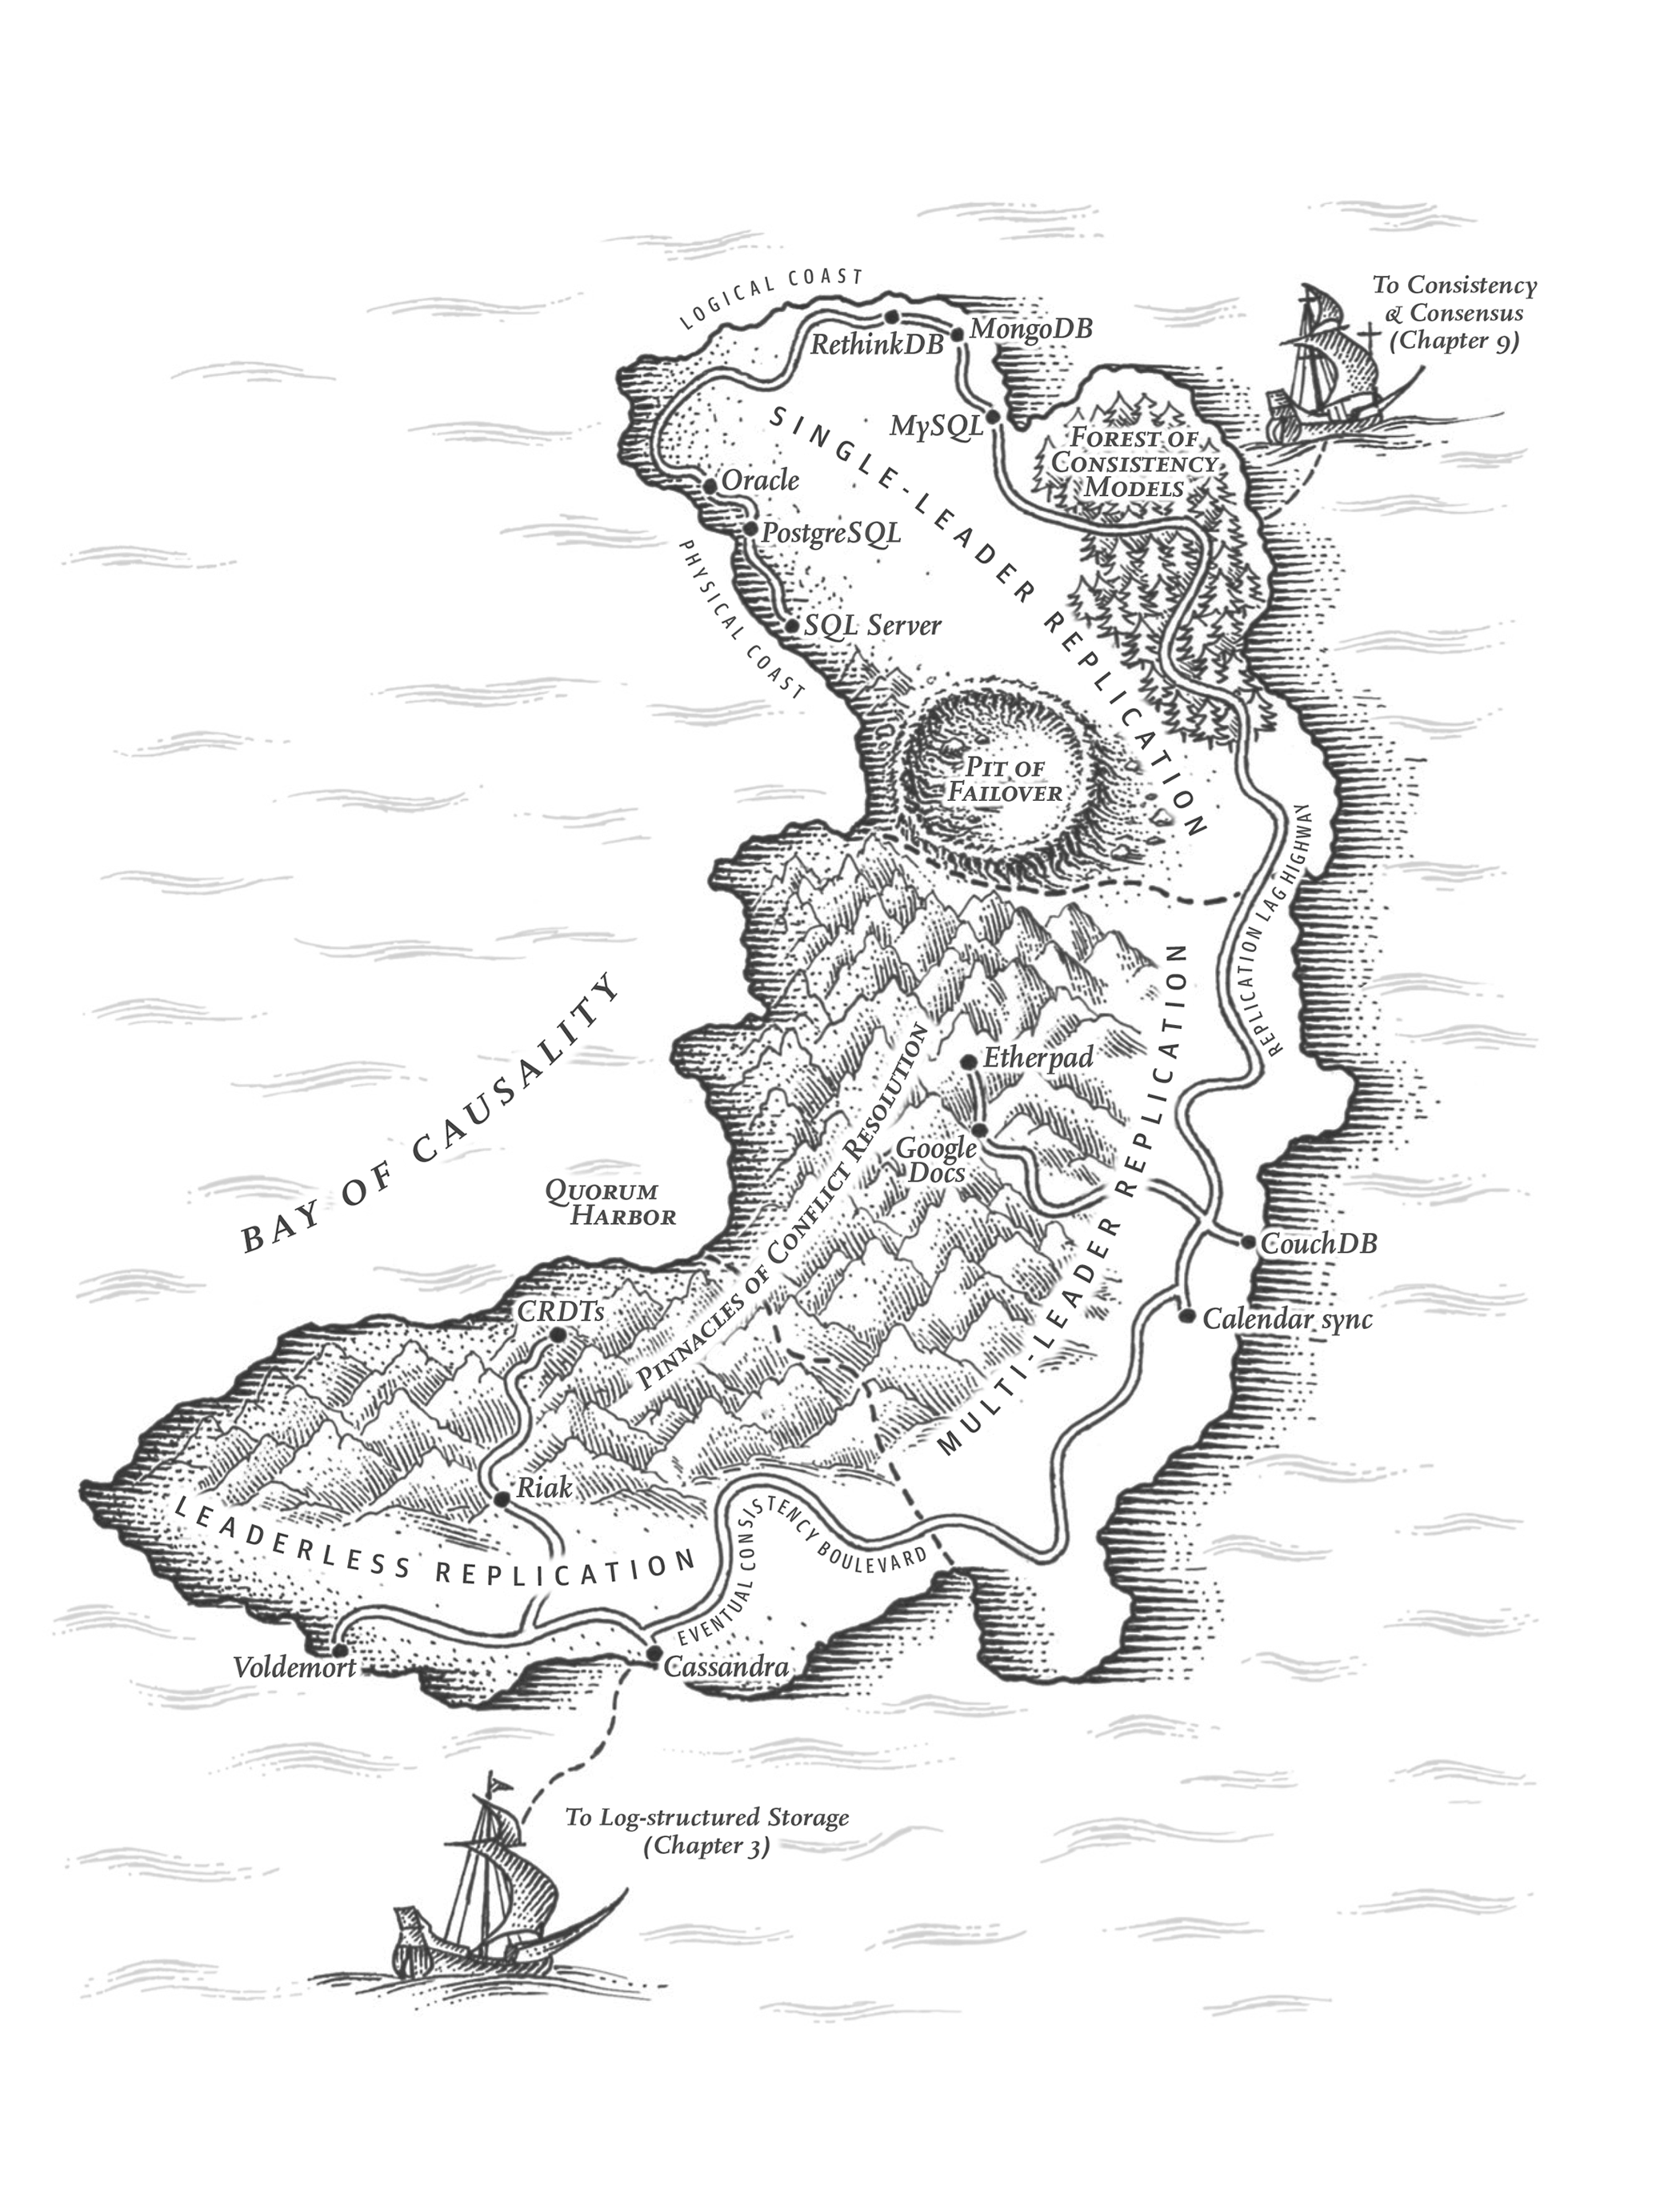 LOGICAL COAST
To Consistency
& Consensus
(Chapter 9)
RethinkDB
MongoDB
MySQL
FOREST OF
CONSISTENCY
MODELS
SINGLE-LEADER REPLICATION
Oracle
PostgreSQL
PHYSICAL COAST
SQL Server
PIT OF
FAILOVER
REPLICATION LAG HIGHWAY
BAY OF CAUSALITY
Etherpad
PINNACLES OF CONFLICT RESOLUTION
Google
Docs
MULTI-LEADER REPLICATION
QUORUM
HARBOR
CouchDB
CRDTs
Calendar sync
Riak
LEADERLESS REPLICATION
EVENTUAL CONSISTENCY BOULEVARD
Voldemort
Cassandra
To Log-structured Storage
(Chapter 3)